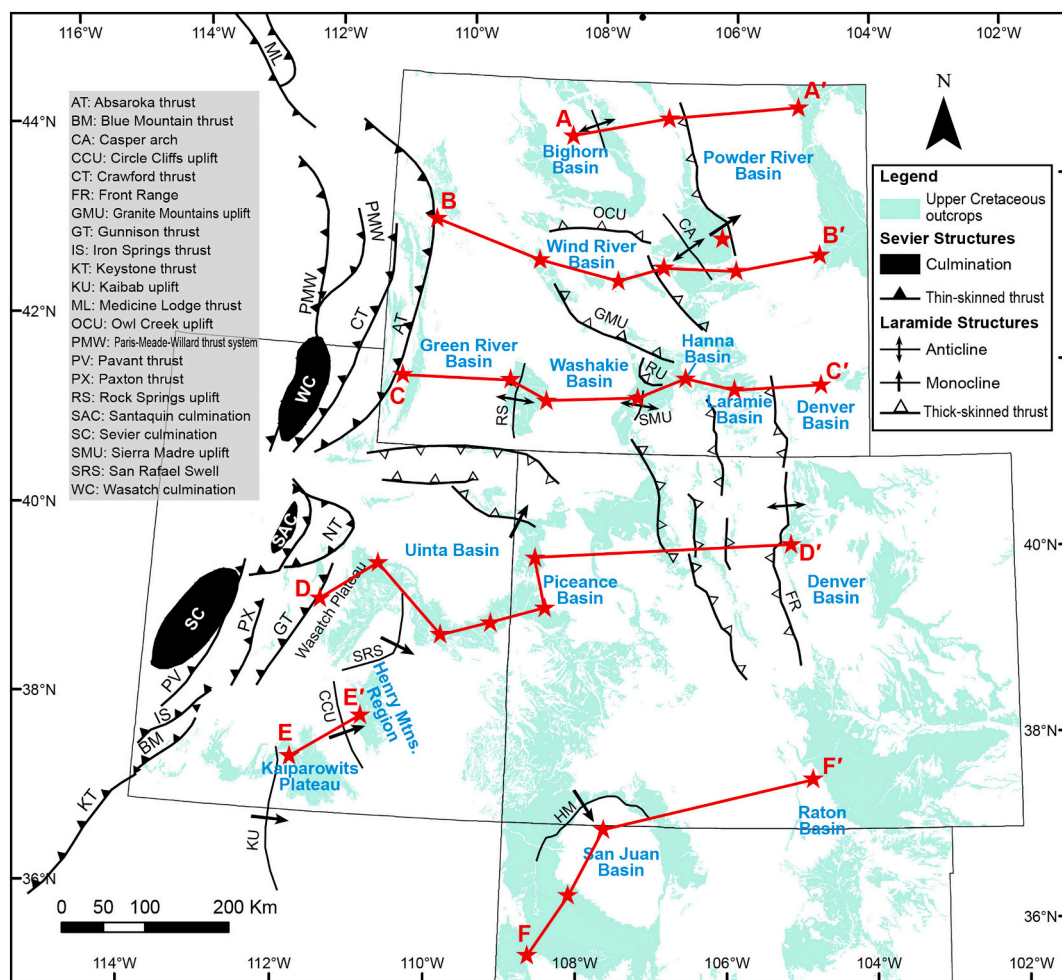 116°W
114°W
112°W
110°W
108°W
106°W
104°W
102°W
44°N
42°N
40°N
38°N
36°N
AT: Absaroka thrust
BM: Blue Mountain thrust
CA: Casper arch
CCU: Circle Cliffs uplift
CT: Crawford thrust
FR: Front Range
GMU: Granite Mountains uplift
GT: Gunnison thrust
IS: Iron Springs thrust
KT: Keystone thrust
KU: Kaibab uplift
ML: Medicine Lodge thrust
OCU: Owl Creek uplift
PMW: Paris-Meade-Willard thrust system
PV: Pavant thrust
PX: Paxton thrust
RS: Rock Springs uplift
SAC: Santaquin culmination
SC: Sevier culmination
SMU: Sierra Madre uplift
SRS: San Rafael Swell
WC: Wasatch culmination
ML
A
A′
Bighorn
Basin
Powder River
Basin
B
B′
PMW
PMW
CT
AT
OCU
CA
Wind River
Basin
GMU
WC
C
C′
Green River
Basin
RS
Washakie
Basin
RU
SMU
Hanna
Basin
Laramie
Basin
Denver
Basin
SAC
NT
SC
PX
GT
PV
IS
BM
KT
D
D′
Wasatch Plateau
Uinta Basin
Piceance
Basin
FR
Denver
Basin
SRS
CCU
E
E′
Henry Mtns.
Region
Kaiparowits
Plateau
KU
HM
F
F′
San Juan
Basin
Raton
Basin
N
Legend
Upper Cretaceous
outcrops
Sevier Structures
Culmination
Thin-skinned thrust
Laramide Structures
Anticline
Monocline
Thick-skinned thrust
44°N
42°N
40°N
38°N
36°N
0 50 100 200 Km
114°W
112°W
110°W
108°W
106°W
104°W